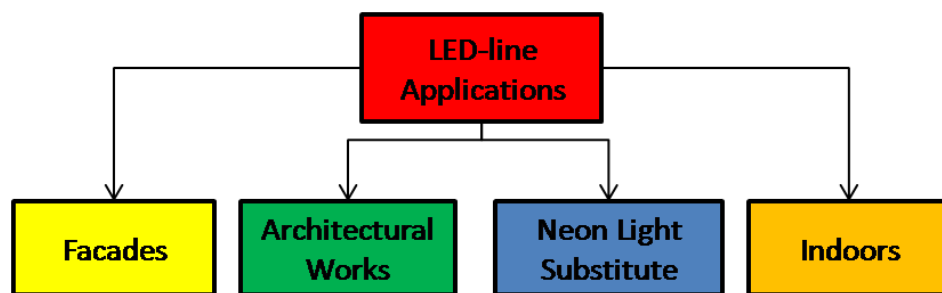 LED-line
Applications
Facades
Architectural
Works
Neon Light
Substitute
Indoors